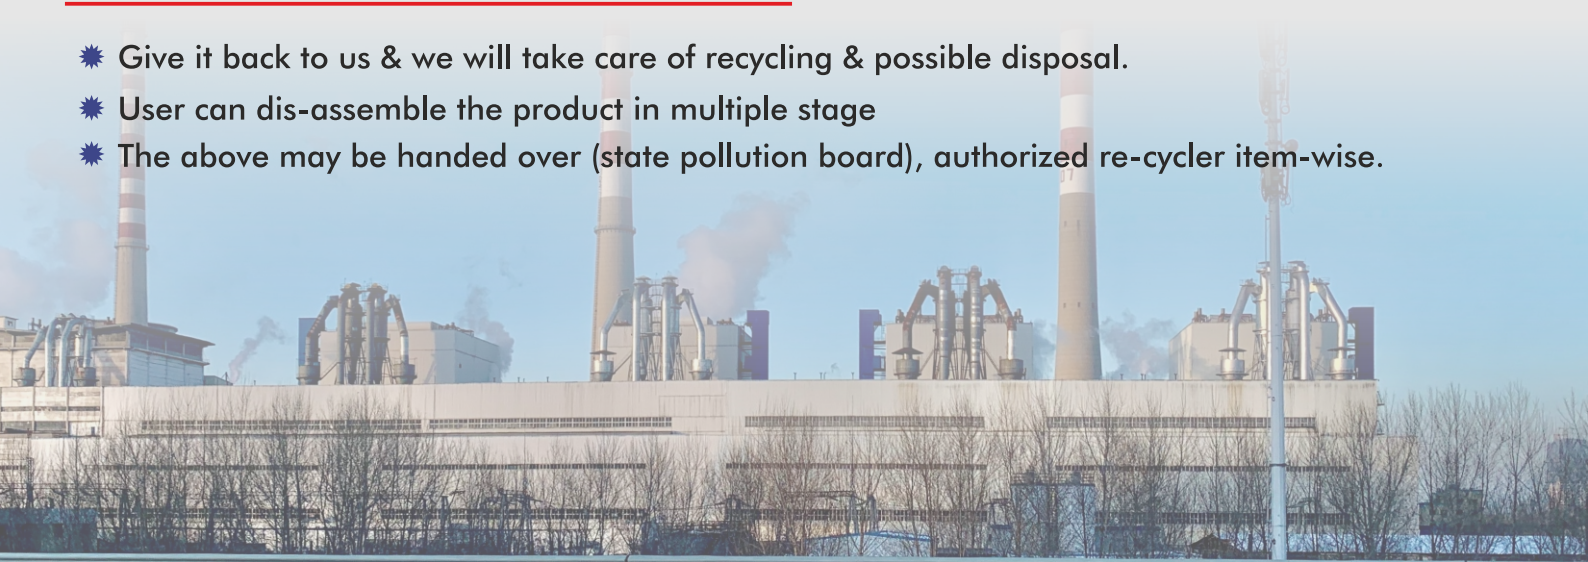 Give it back to us & we will take care of recycling & possible disposal.
User can dis-assemble the product in multiple stage
The above may be handed over (state pollution board), authorized re-cycler item-wise.